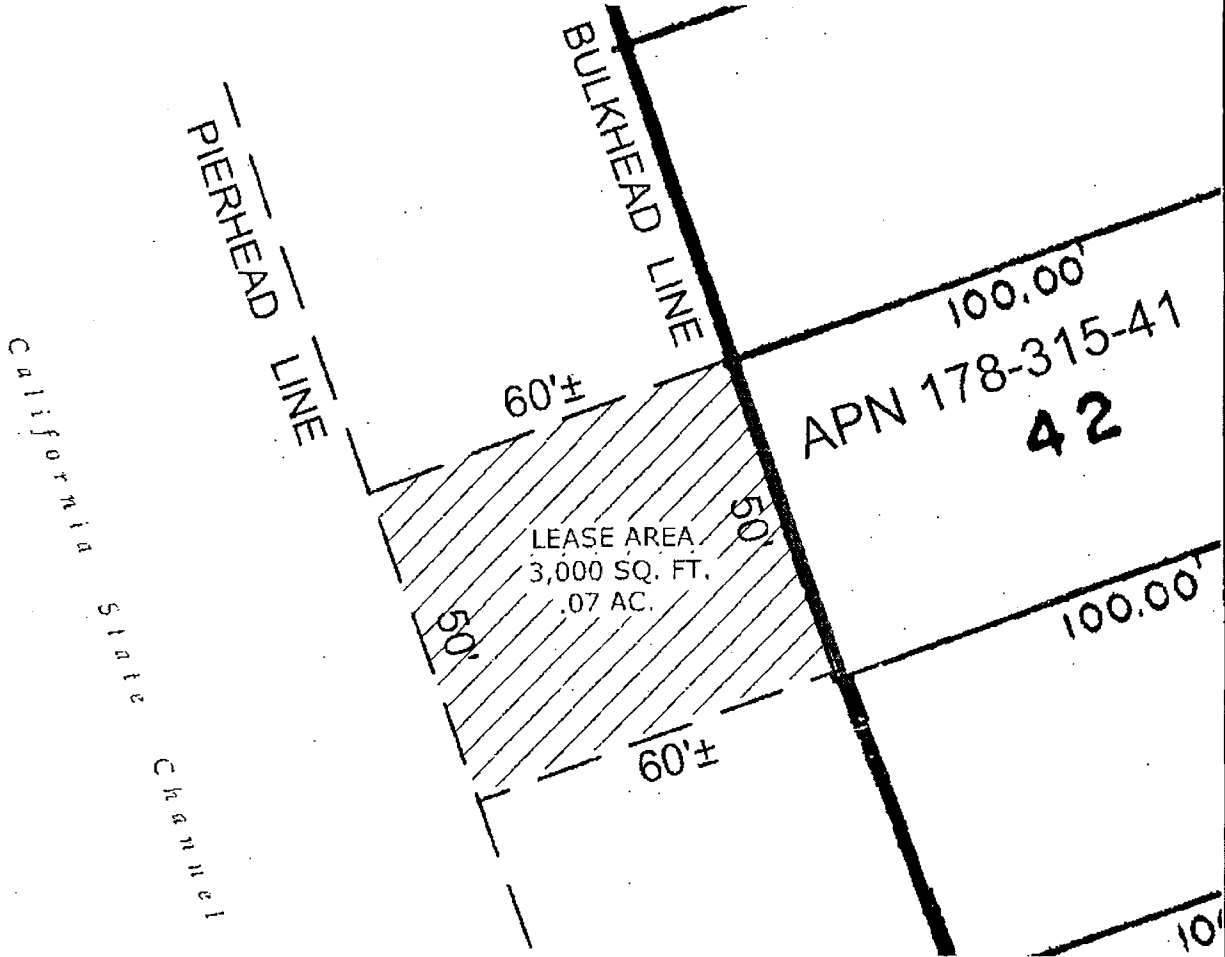 BULKHEAD LINE
PIERHEAD LINE
California State Channel
100.00'
APN 178-315-41
42
60'±
50'
LEASE AREA
3,000 SQ. FT.
.07 AC.
50'
100.00'
60'±